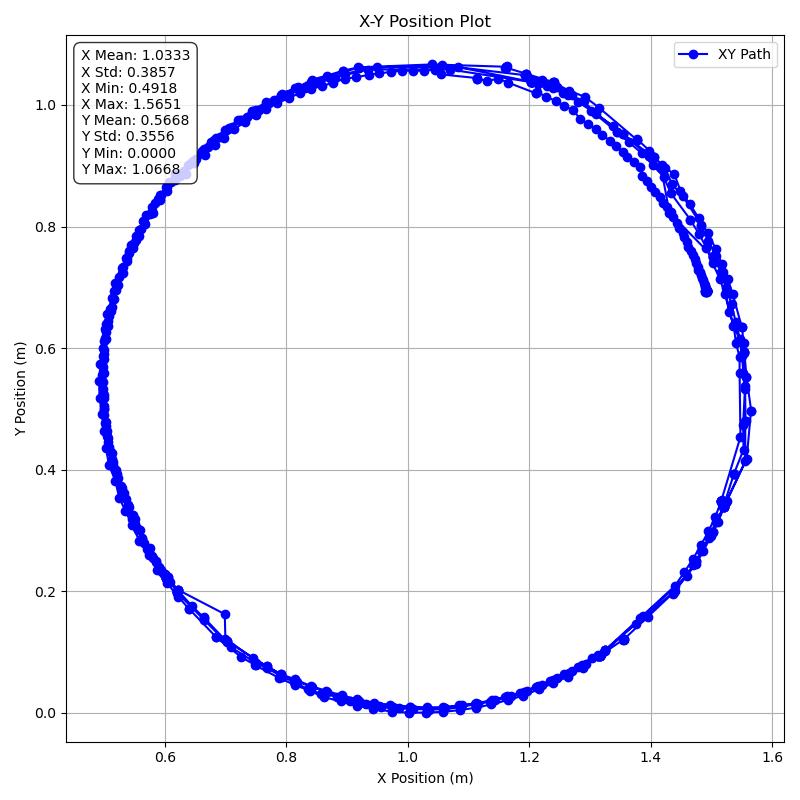 X-Y Position Plot
X Mean: 1.0333
X Std: 0.3857
X Min: 0.4918
X Max: 1.5651
Y Mean: 0.5668
Y Std: 0.3556
Y Min: 0.0000
Y Max: 1.0668
XY Path
1.0
0.8
0.6
0.4
0.2
0.0
Y Position (m)
0.6 0.8 1.0 1.2 1.4 1.6
X Position (m)